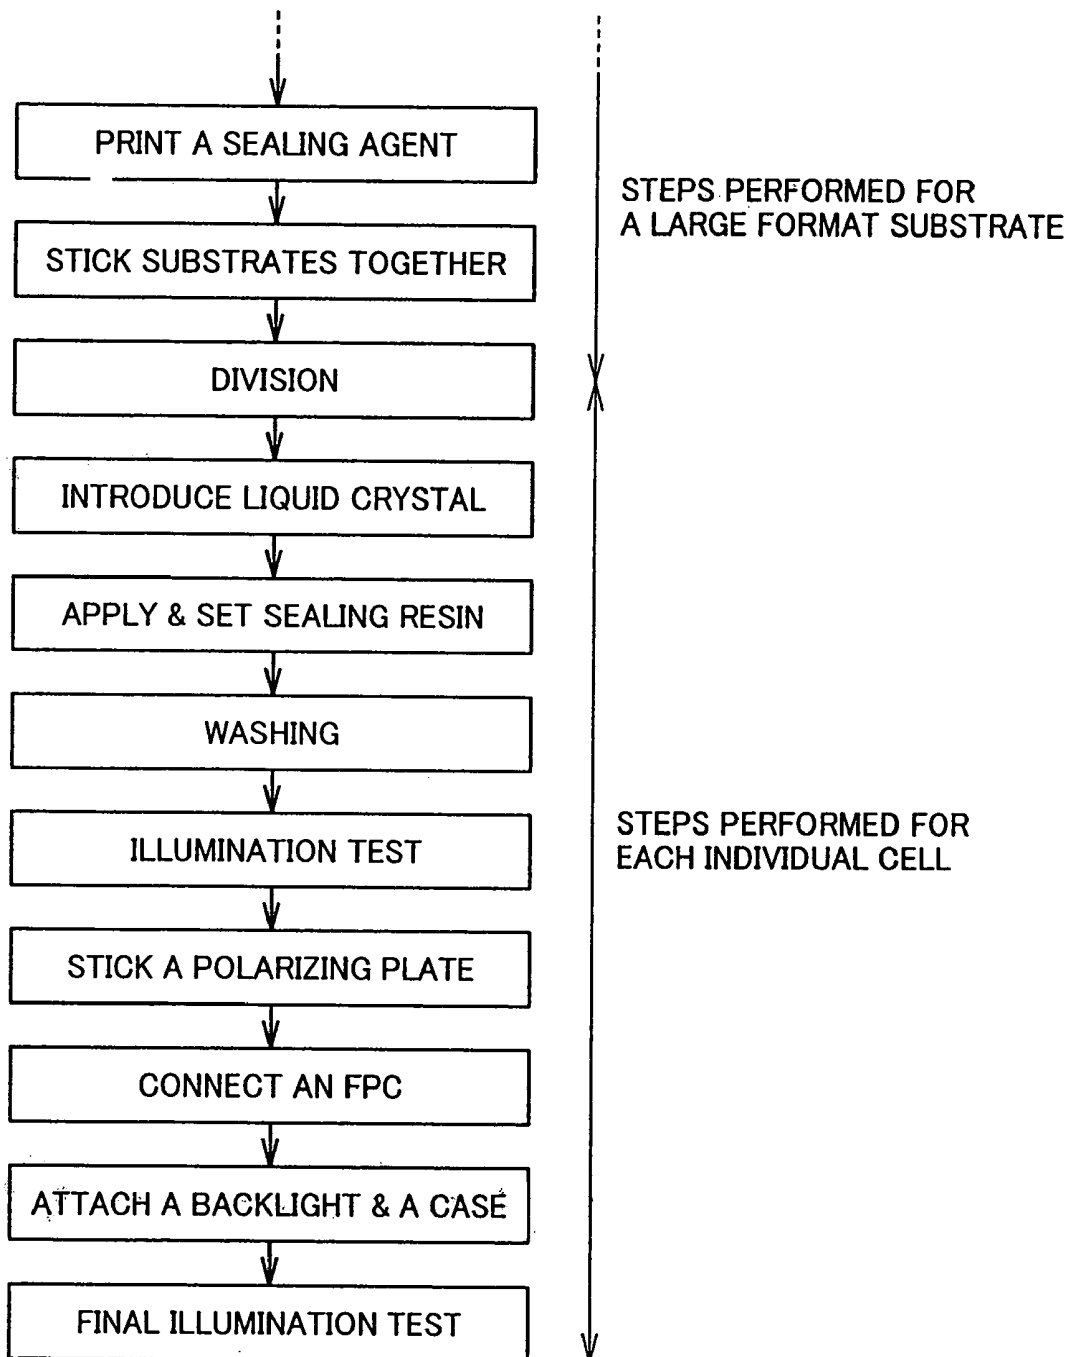 PRINT A SEALING AGENT
STICK SUBSTRATES TOGETHER
DIVISION
INTRODUCE LIQUID CRYSTAL
APPLY & SET SEALING RESIN
WASHING
ILLUMINATION TEST
STICK A POLARIZING PLATE
CONNECT AN FPC
ATTACH A BACKLIGHT & A CASE
FINAL ILLUMINATION TEST
STEPS PERFORMED FOR
A LARGE FORMAT SUBSTRATE
STEPS PERFORMED FOR
EACH INDIVIDUAL CELL